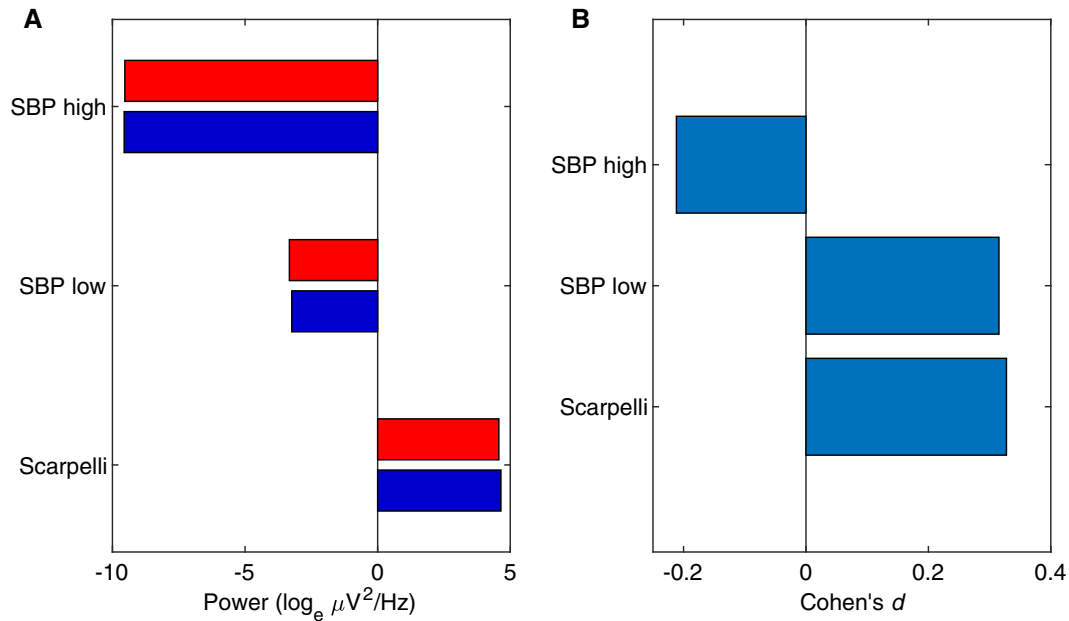 A
SBP high
SBP low
Scarpelli
-10 -5 0 5
Power (logₑ μV²/Hz)
B
SBP high
SBP low
Scarpelli
-0.2 0 0.2 0.4
Cohen's d